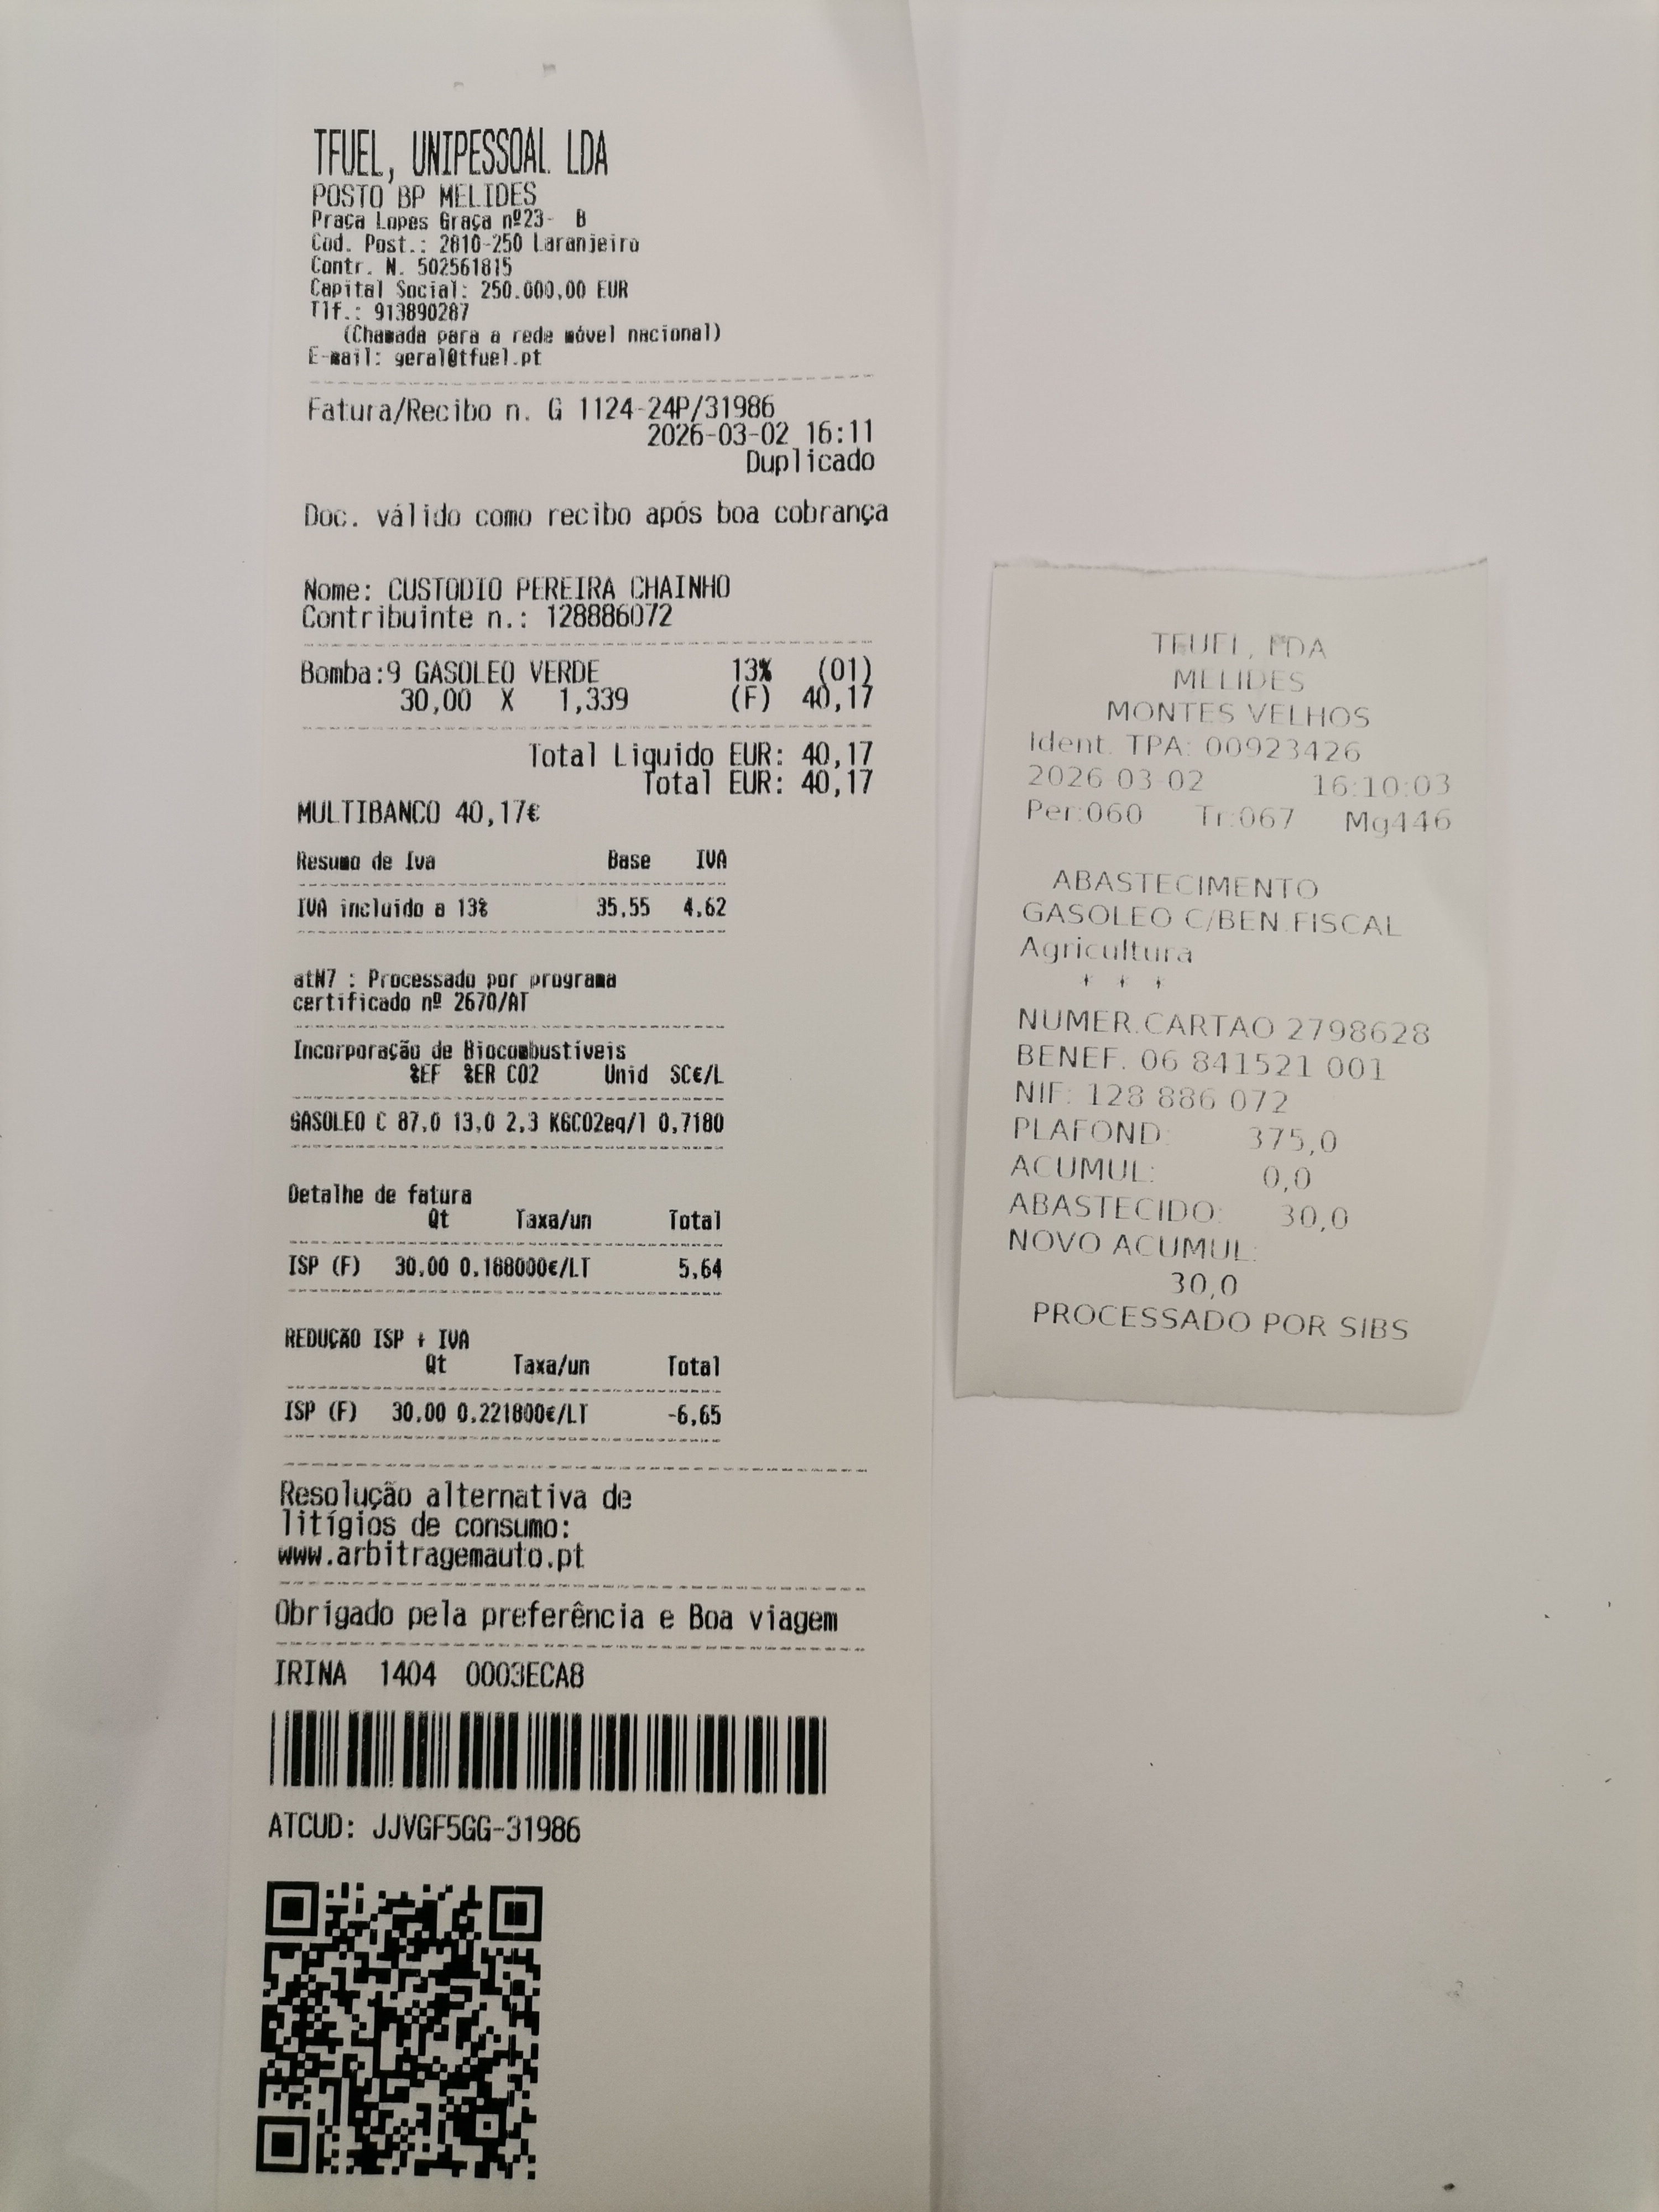 TFUEL, UNIPESSOAL LDA
POSTO BP MELIDES
Praça Lopes Graça nº23- B
Cod. Post.: 2810-250 Laranjeiro
Contr. N. 502561815
Capital Social: 250.000,00 EUR
Tlf.: 913890287
(Chamada para a rede móvel nacional)
E-mail: geral@tfuel.pt
Fatura/Recibo n. G 1124-24P/31986
2026-03-02 16:11
Duplicado
Doc. válido como recibo após boa cobrança
Nome: CUSTODIO PEREIRA CHAINHO
Contribuinte n.: 128886072
Bomba:9 GASOLEO VERDE 13% (01)
30,00 X 1,339 (F) 40,17
Total Liquido EUR: 40,17
Total EUR: 40,17
MULTIBANCO 40,17€
Resumo de Iva Base IVA
IVA incluido a 13% 35,55 4,62
atN7 : Processado por programa
certificado nº 2670/AT
Incorporação de Biocombustíveis
%EF %ER CO2 Unid SC€/L
GASOLEO C 87,0 13,0 2,3 KGCO2eq/l 0,7180
Detalhe de fatura
Qt Taxa/un Total
ISP (F) 30,00 0,188000€/LT 5,64
REDUÇÃO ISP + IVA
Qt Taxa/un Total
ISP (F) 30,00 0,221800€/LT -6,65
Resolução alternativa de
litígios de consumo:
www.arbitragemauto.pt
Obrigado pela preferência e Boa viagem
IRINA 1404 0003ECA8
ATCUD: JJVGF5GG-31986
TFUEL, LDA
MELIDES
MONTES VELHOS
Ident. TPA: 00923426
2026-03-02 16:10:03
Per:060 Tr:067 Mg446
ABASTECIMENTO
GASOLEO C/BEN.FISCAL
Agricultura
* * *
NUMER.CARTAO 2798628
BENEF. 06 841521 001
NIF: 128 886 072
PLAFOND: 375,0
ACUMUL: 0,0
ABASTECIDO: 30,0
NOVO ACUMUL:
30,0
PROCESSADO POR SIBS